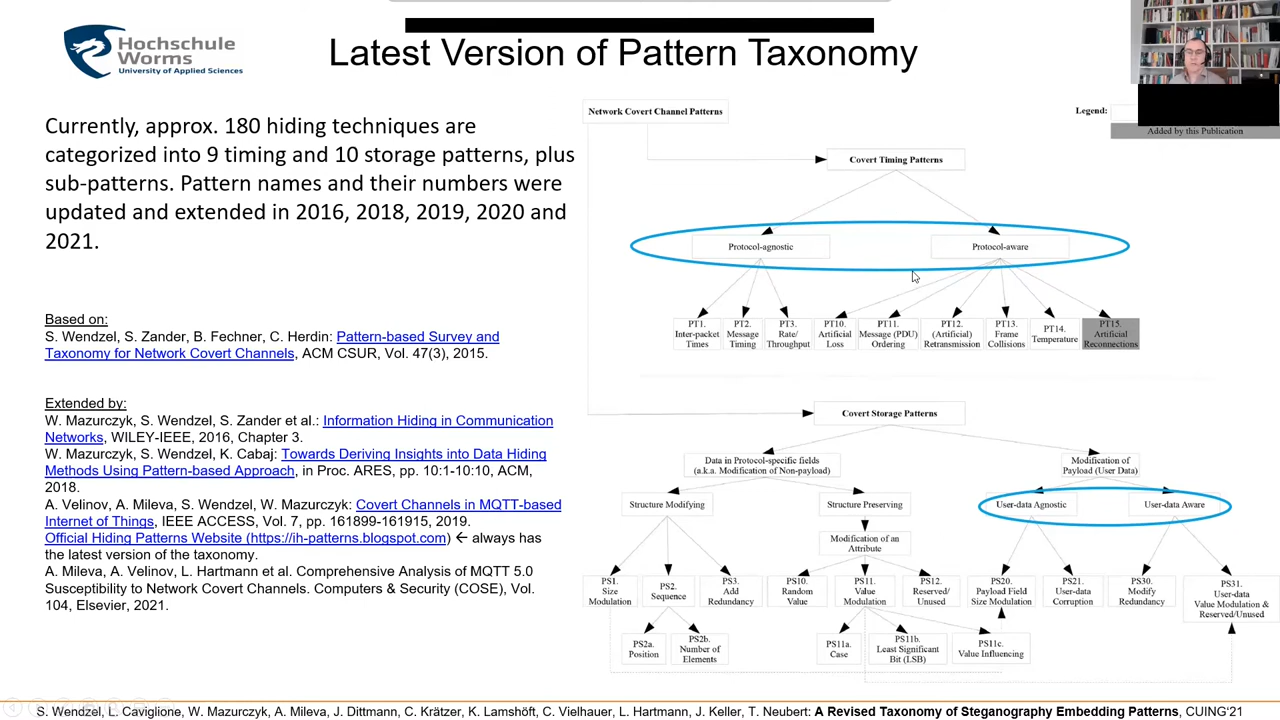 Hochschule
Worms
University of Applied Sciences
Latest Version of Pattern Taxonomy
Currently, approx. 180 hiding techniques are
categorized into 9 timing and 10 storage patterns, plus
sub-patterns. Pattern names and their numbers were
updated and extended in 2016, 2018, 2019, 2020 and
2021.
Based on:
S. Wendzel, S. Zander, B. Fechner, C. Herdin: Pattern-based Survey and
Taxonomy for Network Covert Channels, ACM CSUR, Vol. 47(3), 2015.
Extended by:
W. Mazurczyk, S. Wendzel, S. Zander et al.: Information Hiding in Communication
Networks, WILEY-IEEE, 2016, Chapter 3.
W. Mazurczyk, S. Wendzel, K. Cabaj: Towards Deriving Insights into Data Hiding
Methods Using Pattern-based Approach, in Proc. ARES, pp. 10:1-10:10, ACM,
2018.
A. Velinov, A. Mileva, S. Wendzel, W. Mazurczyk: Covert Channels in MQTT-based
Internet of Things, IEEE ACCESS, Vol. 7, pp. 161899-161915, 2019.
Official Hiding Patterns Website (https://ih-patterns.blogspot.com) ← always has
the latest version of the taxonomy.
A. Mileva, A. Velinov, L. Hartmann et al. Comprehensive Analysis of MQTT 5.0
Susceptibility to Network Covert Channels. Computers & Security (COSE), Vol.
104, Elsevier, 2021.
Network Covert Channel Patterns
Legend:
Added by this Publication
Covert Timing Patterns
Protocol-agnostic
Protocol-aware
PT1.
Inter-packet
Times
PT2.
Message
Timing
PT3.
Rate/
Throughput
PT10.
Artificial
Loss
PT11.
Message (PDU)
Ordering
PT12.
(Artificial)
Retransmission
PT13.
Frame
Collisions
PT14.
Temperature
PT15.
Artificial
Reconnections
Covert Storage Patterns
Data in Protocol-specific fields
(a.k.a. Modification of Non-payload)
Modification of
Payload (User Data)
Structure Modifying
Structure Preserving
User-data Agnostic
User-data Aware
Modification of an
Attribute
PS1.
Size
Modulation
PS2.
Sequence
PS3.
Add
Redundancy
PS10.
Random
Value
PS11.
Value
Modulation
PS12.
Reserved/
Unused
PS20.
Payload Field
Size Modulation
PS21.
User-data
Corruption
PS30.
Modify
Redundancy
PS31.
User-data
Value Modulation &
Reserved/Unused
PS2a.
Position
PS2b.
Number of
Elements
PS11a.
Case
PS11b.
Least Significant
Bit (LSB)
PS11c.
Value Influencing
S. Wendzel, L. Caviglione, W. Mazurczyk, A. Mileva, J. Dittmann, C. Krätzer, K. Lamshöft, C. Vielhauer, L. Hartmann, J. Keller, T. Neubert: A Revised Taxonomy of Steganography Embedding Patterns, CUING'21